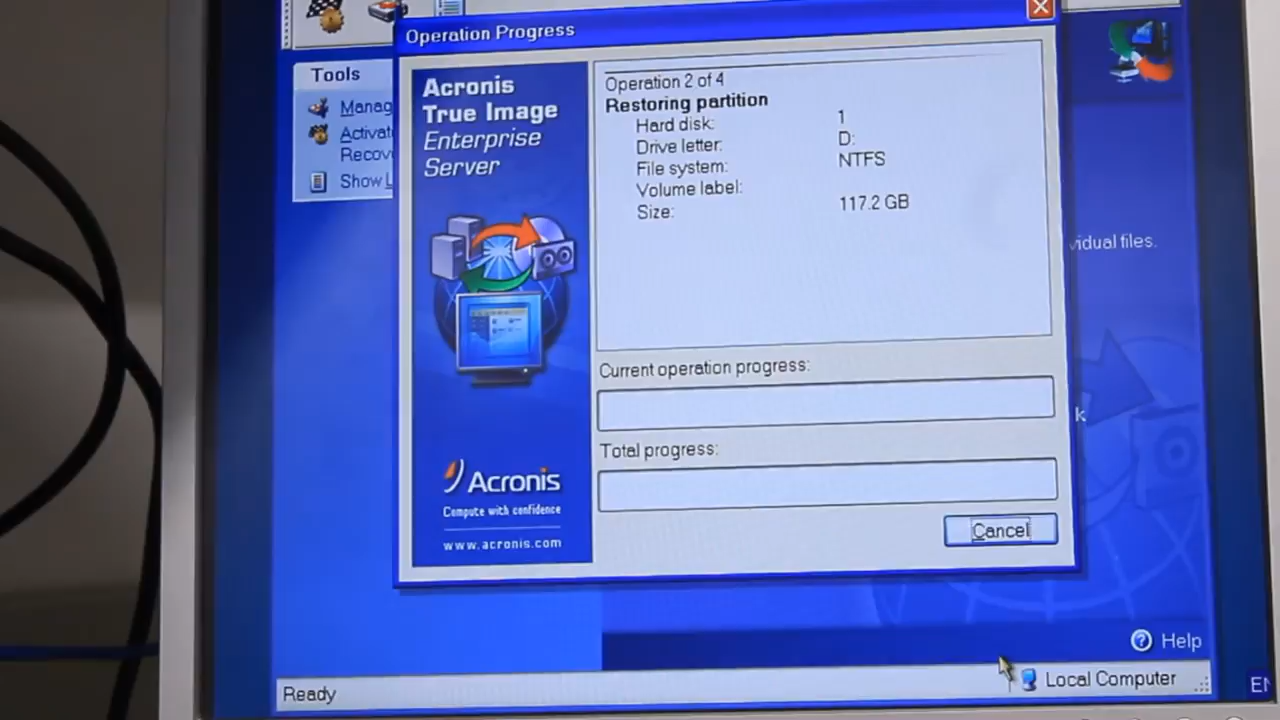 Operation Progress
Tools
Manag
Activat
Recov
Show L
Acronis
True Image
Enterprise
Server
Acronis
Compute with confidence
www.acronis.com
Operation 2 of 4
Restoring partition
Hard disk: 1
Drive letter: D:
File system: NTFS
Volume label:
Size: 117.2 GB
Current operation progress:
Total progress:
Cancel
vidual files.
k
Help
Ready
Local Computer
EN